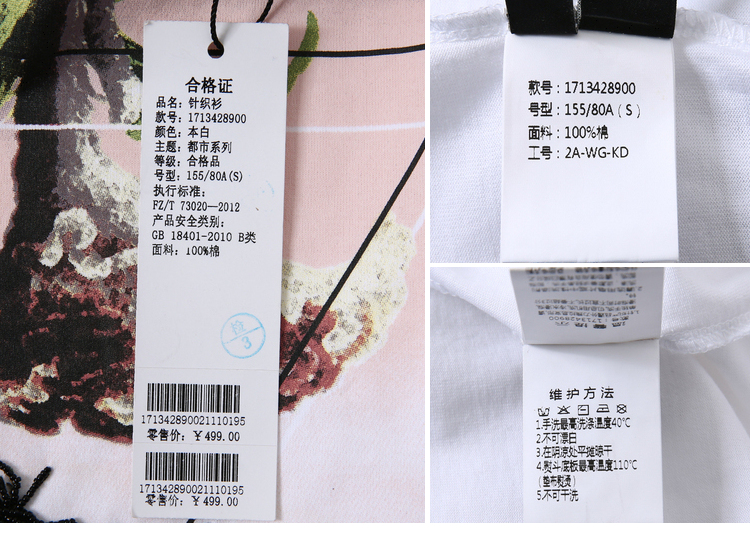 合格证
品名: 针织衫
款号: 1713428900
颜色: 本白
主题: 都市系列
等级: 合格品
号型: 155/80A(S)
执行标准:
FZ/T 73020—2012
产品安全类别:
GB 18401-2010 B类
面料: 100%棉
检
3
171342890021110195
零售价: ¥ 499.00
171342890021110195
零售价: ¥ 499.00
款号: 1713428900
号型: 155/80A(S)
面料: 100%棉
工号: 2A-WG-KD
款号: 1713428900
维护方法
1.手洗最高洗涤温度40℃
2.不可漂白
3.在阴凉处平摊晾干
4.熨斗底板最高温度110℃
(垫布熨烫)
5.不可干洗